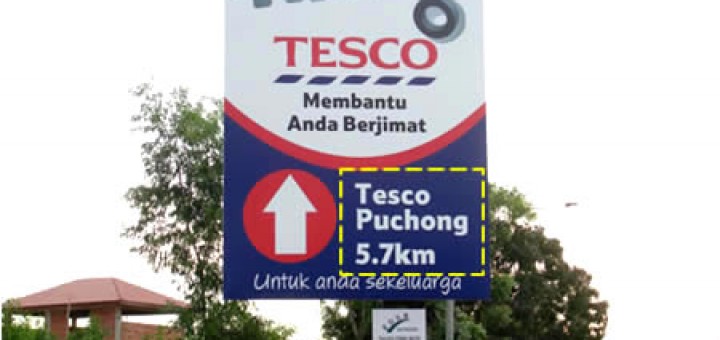 TESCO
Membantu
Anda Berjimat
Tesco
Puchong
5.7km
Untuk anda sekeluarga